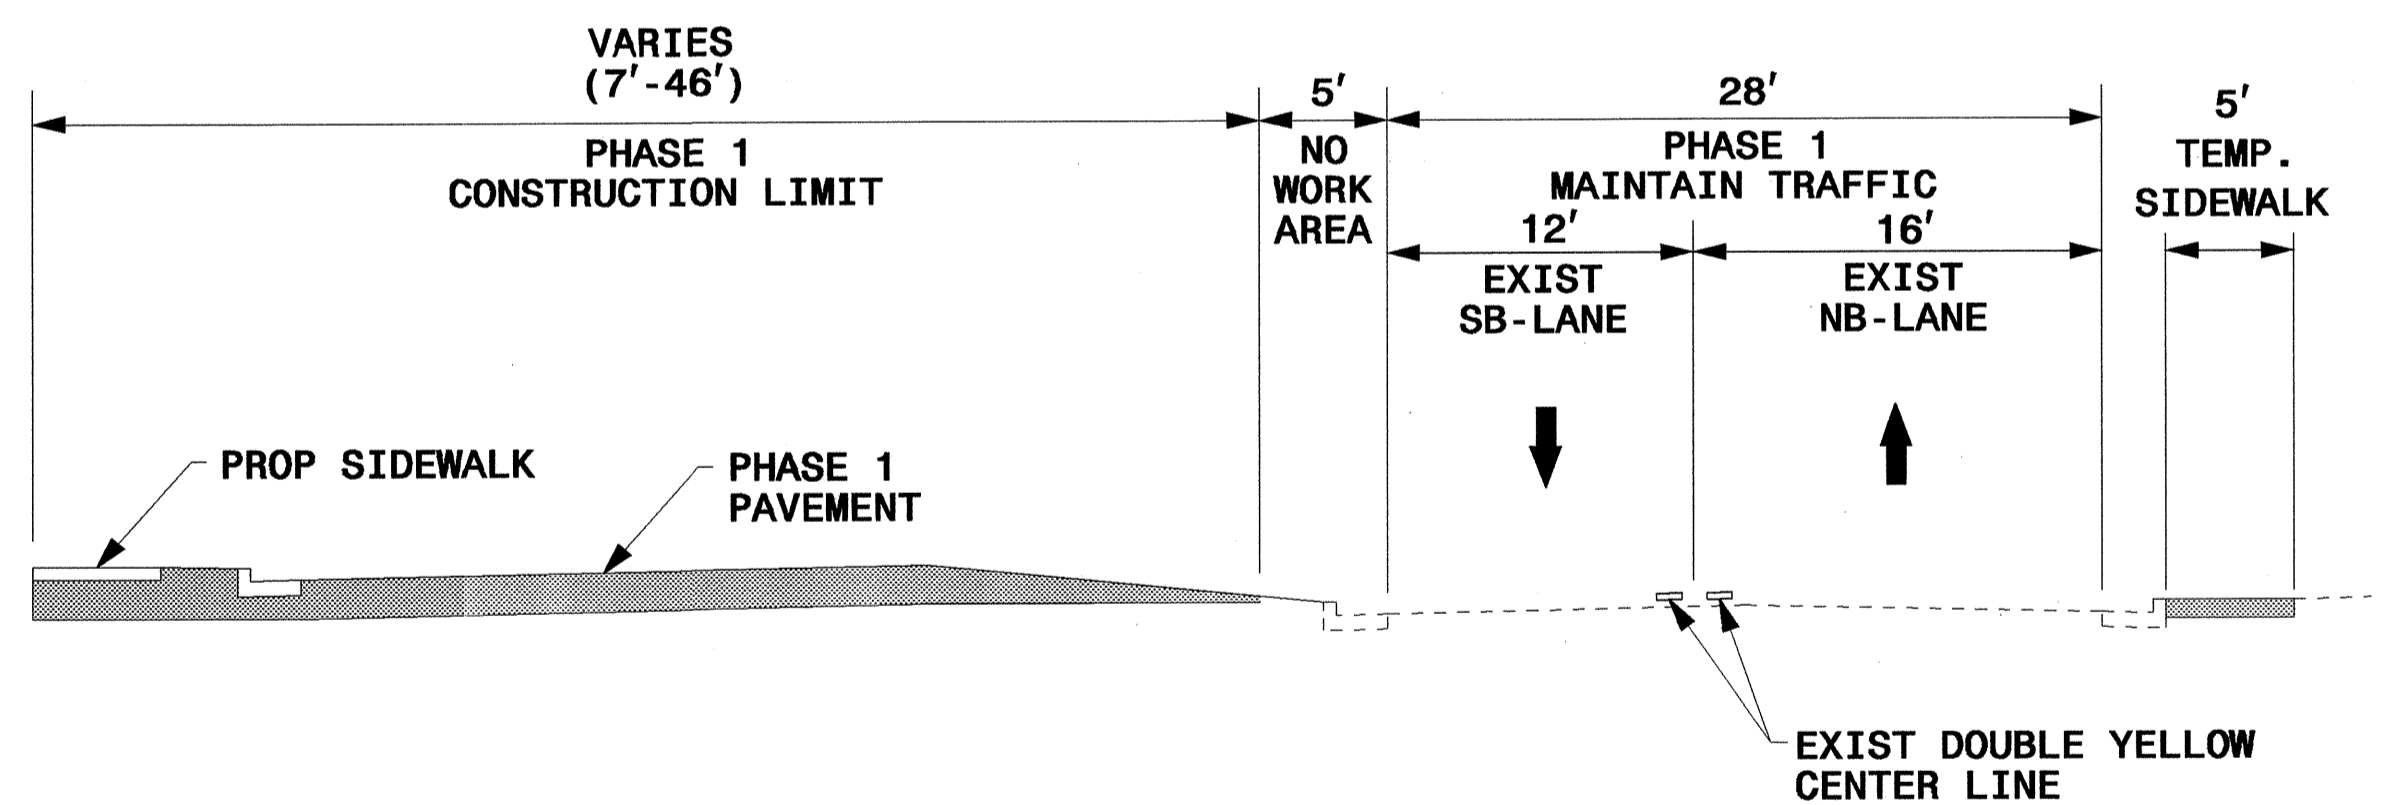 VARIES
(7'-46')
PHASE 1
CONSTRUCTION LIMIT
5'
NO
WORK
AREA
28'
PHASE 1
MAINTAIN TRAFFIC
12'
EXIST
SB-LANE
16'
EXIST
NB-LANE
5'
TEMP.
SIDEWALK
PROP SIDEWALK
PHASE 1
PAVEMENT
EXIST DOUBLE YELLOW
CENTER LINE